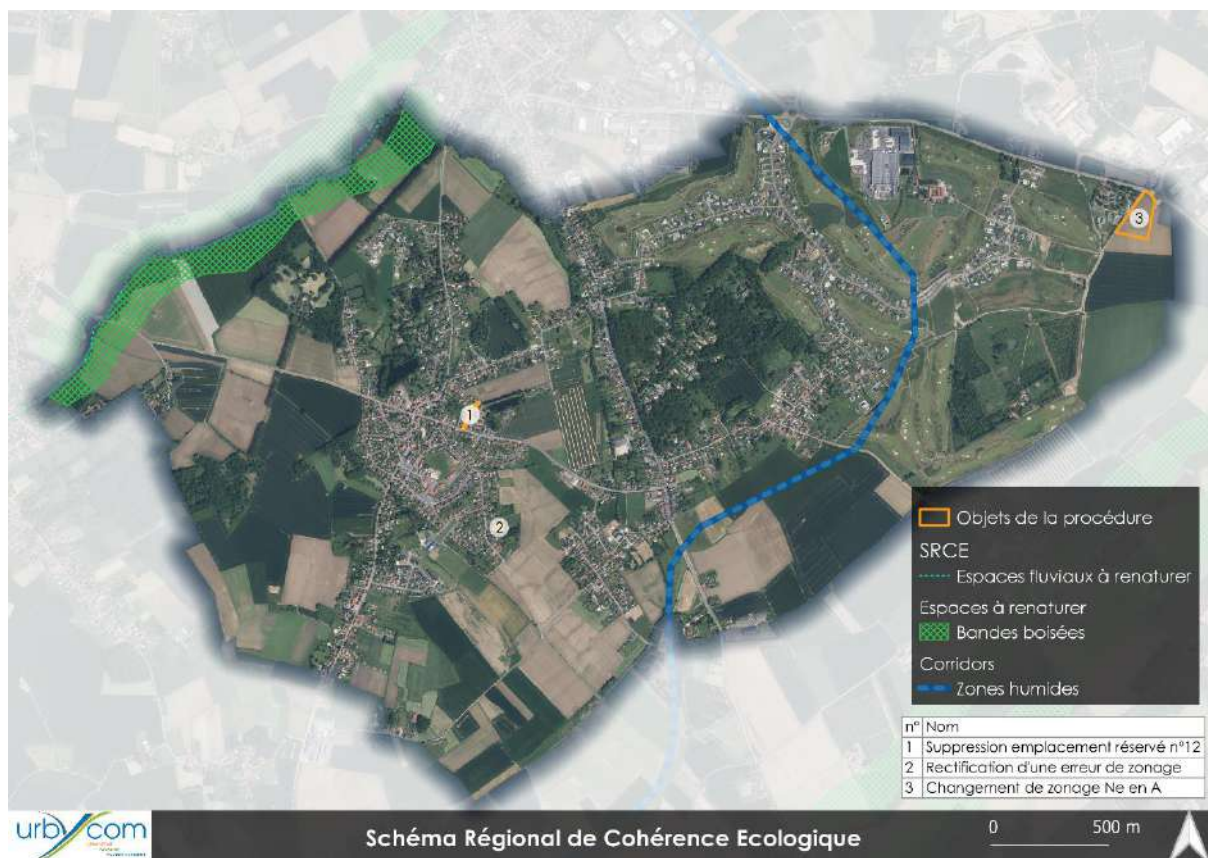 3
1
2
Objets de la procédure
SRCE
Espaces fluviaux à renaturer
Espaces à renaturer
Bandes boisées
Corridors
Zones humides
n° Nom
1 Suppression emplacement réservé n°12
2 Rectification d'une erreur de zonage
3 Changement de zonage Ne en A
urbycom
Schéma Régional de Cohérence Ecologique
0 500 m